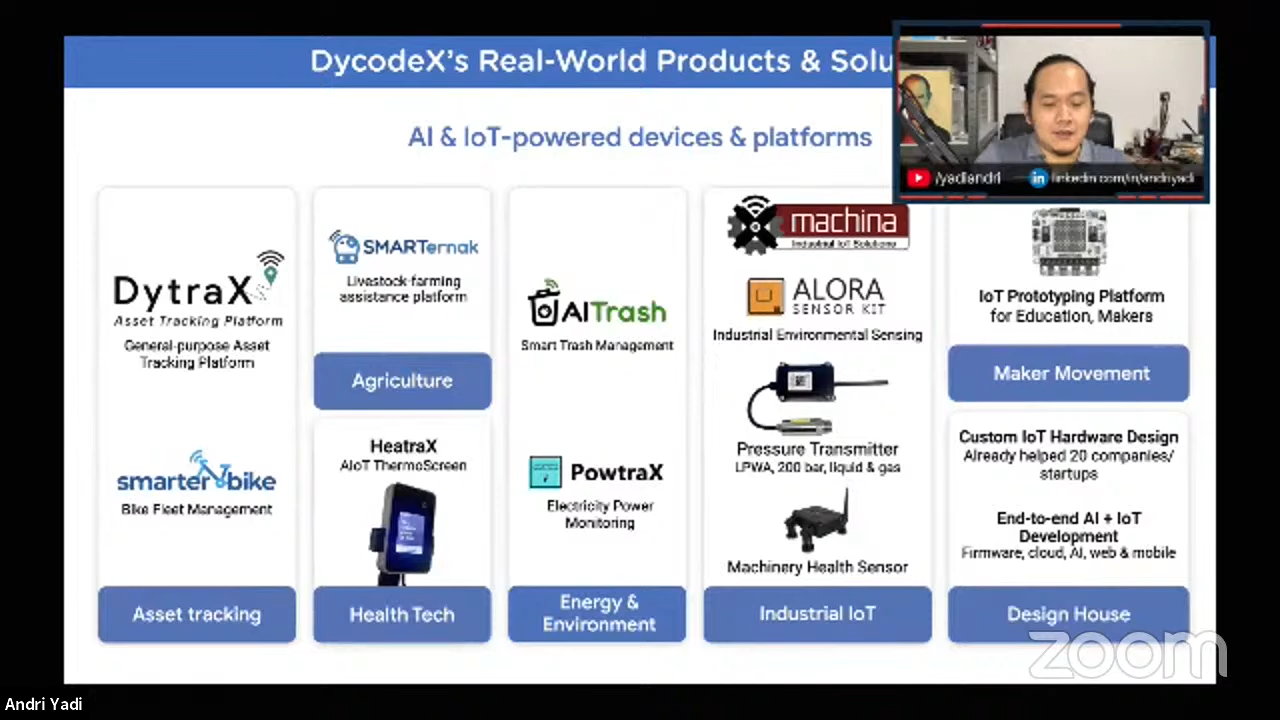 DycodeX's Real-World Products & Solu
AI & IoT-powered devices & platforms
/yadiandri
linkedin.com/in/andriyadi
DytraX
Asset Tracking Platform
General-purpose Asset
Tracking Platform
smarter bike
Bike Fleet Management
Asset tracking
SMARTernak
Livestock-farming
assistance platform
Agriculture
HeatraX
AIoT ThermoScreen
Health Tech
AITrash
Smart Trash Management
PowtraX
Electricity Power
Monitoring
Energy &
Environment
machina
Industrial IoT Solutions
ALORA
SENSOR KIT
Industrial Environmental Sensing
Pressure Transmitter
LPWA, 200 bar, liquid & gas
Machinery Health Sensor
Industrial IoT
IoT Prototyping Platform
for Education, Makers
Maker Movement
Custom IoT Hardware Design
Already helped 20 companies/
startups
End-to-end AI + IoT
Development
Firmware, cloud, AI, web & mobile
Design House
zoom
Andri Yadi